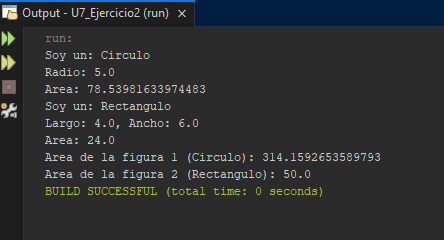 Output - U7_Ejercicio2 (run)
run:
Soy un: Circulo
Radio: 5.0
Area: 78.53981633974483
Soy un: Rectangulo
Largo: 4.0, Ancho: 6.0
Area: 24.0
Area de la figura 1 (Circulo): 314.1592653589793
Area de la figura 2 (Rectangulo): 50.0
BUILD SUCCESSFUL (total time: 0 seconds)